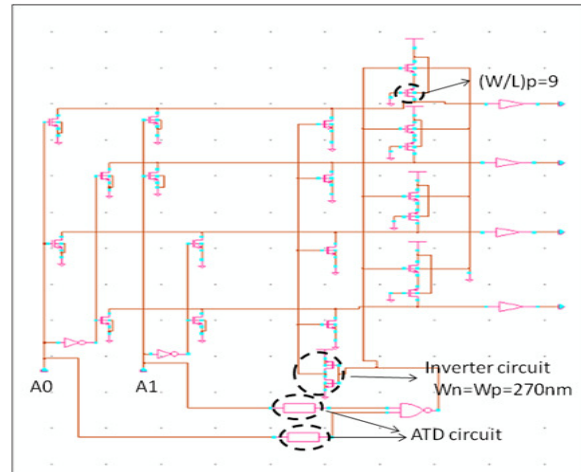 (W/L)p=9
A0
A1
Inverter circuit
Wn=Wp=270nm
ATD circuit